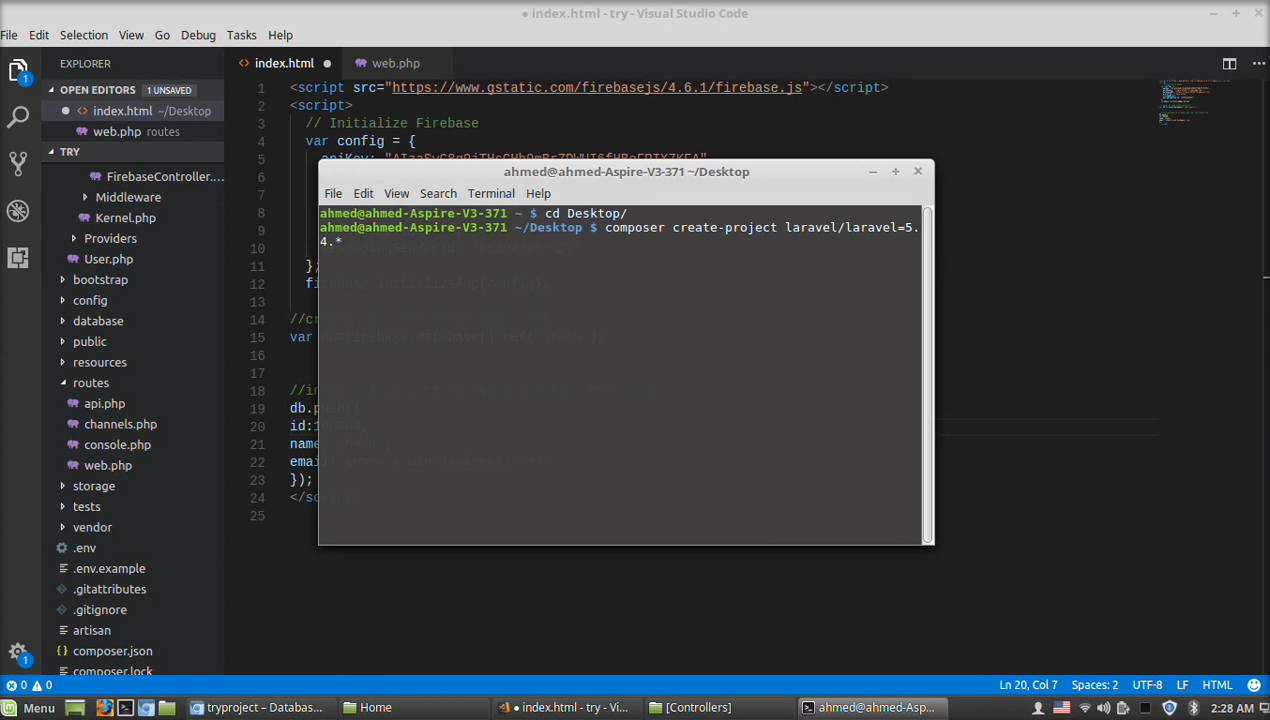 ● index.html - try - Visual Studio Code
File Edit Selection View Go Debug Tasks Help
EXPLORER
OPEN EDITORS 1 UNSAVED
index.html ~/Desktop
web.php routes
TRY
FirebaseController....
Middleware
Kernel.php
Providers
User.php
bootstrap
config
database
public
resources
routes
api.php
channels.php
console.php
web.php
storage
tests
vendor
.env
.env.example
.gitattributes
.gitignore
artisan
composer.json
composer.lock
index.html
web.php
1 <script src="https://www.gstatic.com/firebasejs/4.6.1/firebase.js"></script>
2 <script>
3 // Initialize Firebase
4 var config = {
5
6
7
8
9
10
11 };
12
13
14
15 var
16
17
18
19 db.
20
21 name
22 email
23 });
24
25
ahmed@ahmed-Aspire-V3-371 ~/Desktop
File Edit View Search Terminal Help
ahmed@ahmed-Aspire-V3-371 ~ $ cd Desktop/
ahmed@ahmed-Aspire-V3-371 ~/Desktop $ composer create-project laravel/laravel=5.
4.*
0 0
Ln 20, Col 7 Spaces: 2 UTF-8 LF HTML
Menu
tryproject – Databas...
Home
● index.html - try - Vi...
[Controllers]
ahmed@ahmed-Asp...
2:28 AM